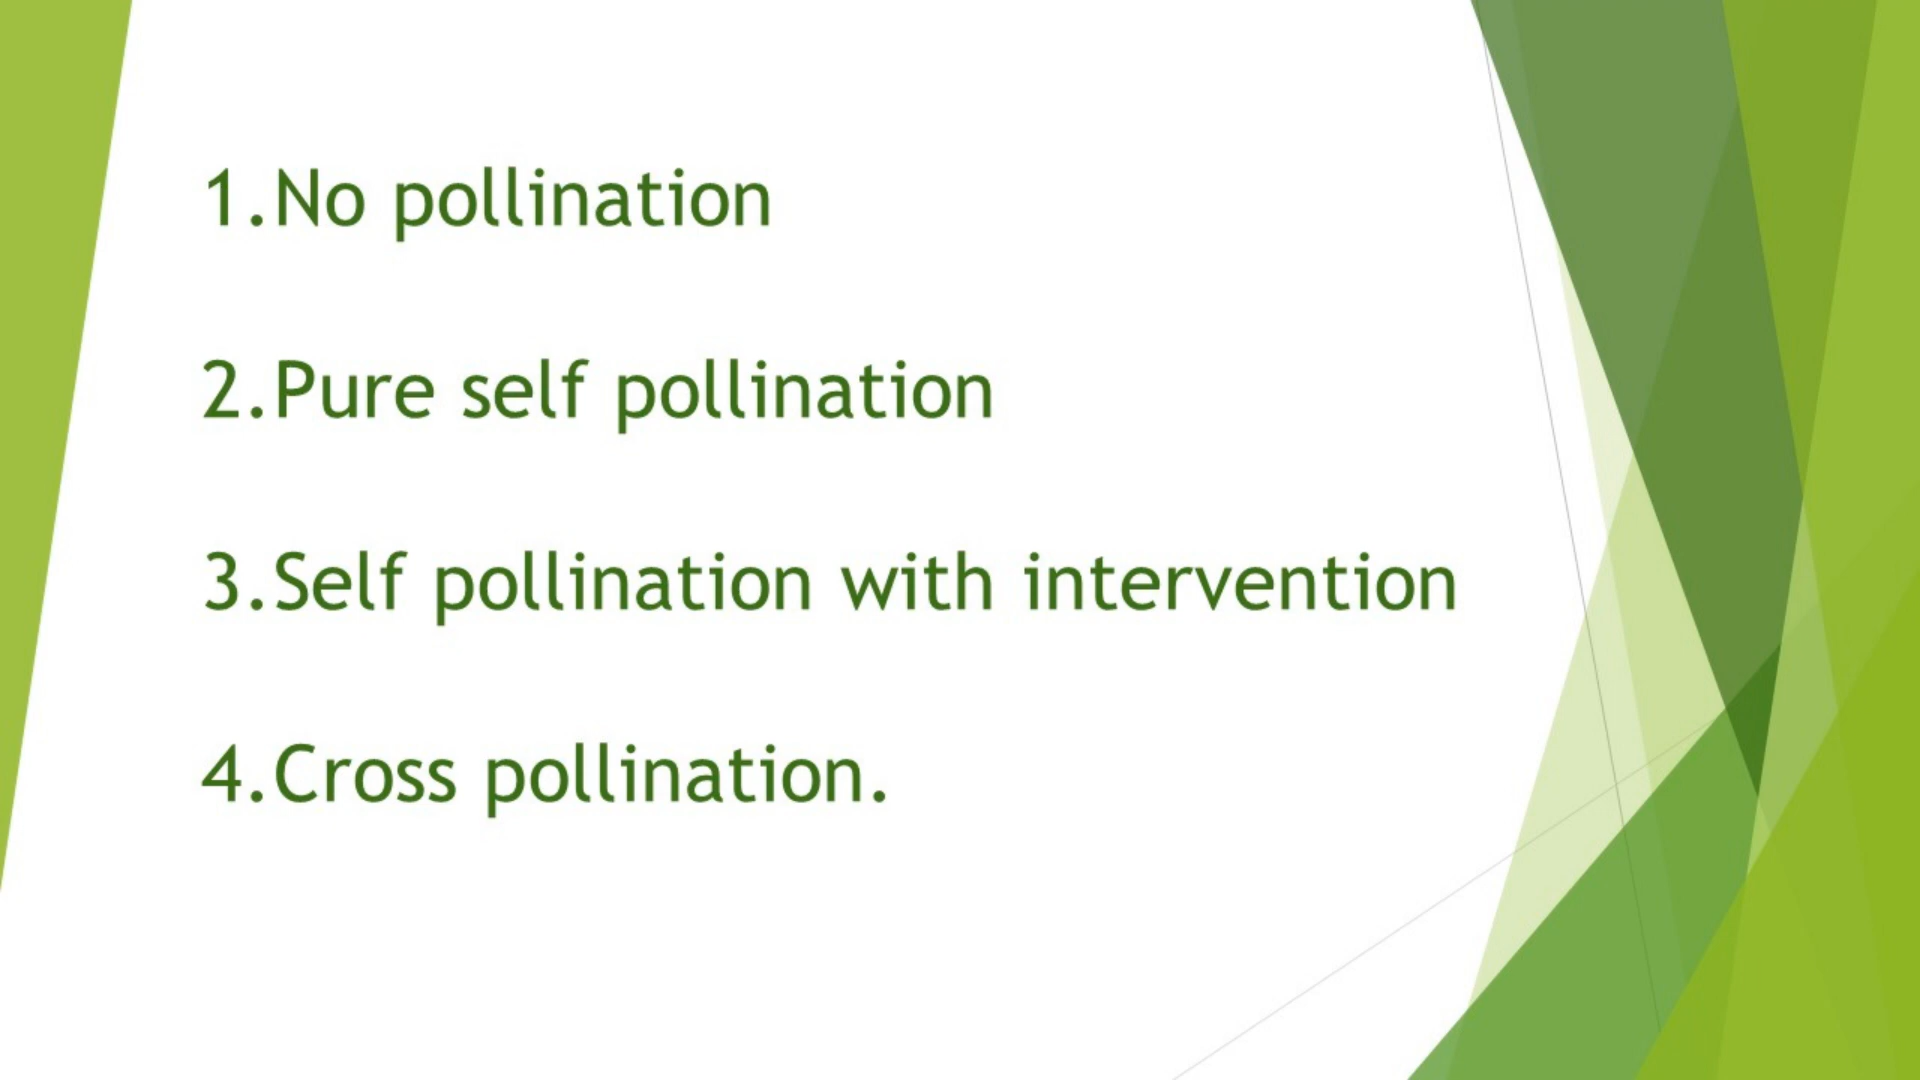 1.No pollination
2.Pure self pollination
3.Self pollination with intervention
4.Cross pollination.